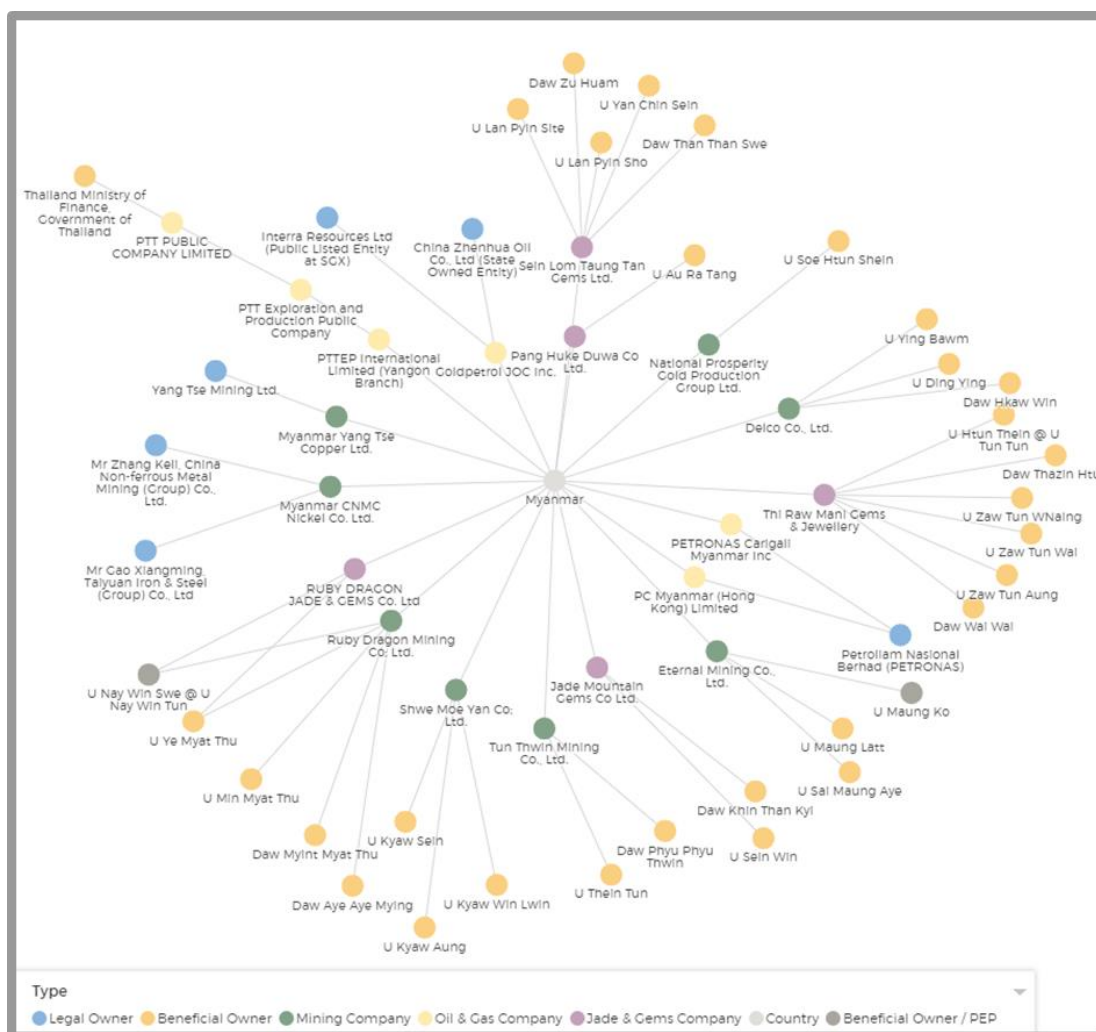 Daw Zu Huam
U Yan Chin Sein
U Lan Pyin Site
Daw Than Than Swe
U Lan Pyin Sho
Thailand Ministry of
Finance,
Government of
Thailand
PTT PUBLIC
COMPANY LIMITED
Interra Resources Ltd
(Public Listed Entity
at SGX)
China Zhenhua Oil
Co., Ltd (State
Owned Entity)
Sein Lom Taung Tan
Gems Ltd.
U Au Ra Tang
U Soe Htun Shein
PTT Exploration and
Production Public
Company
PTTEP International
Limited (Yangon
Branch)
Goldpetrol JOC Inc.
Pang Huke Duwa Co
Ltd.
National Prosperity
Gold Production
Group Ltd.
U Ying Bawm
U Ding Ying
Daw Hkaw Win
Yang Tse Mining Ltd.
Myanmar Yang Tse
Copper Ltd.
Delco Co., Ltd.
U Htun Thein @ U
Tun Tun
Daw Thazin Htu
Mr Zhang Keli, China
Non-ferrous Metal
Mining (Group) Co.,
Ltd.
Myanmar CNMC
Nickel Co. Ltd.
Myanmar
Thi Raw Mani Gems
& Jewellery
U Zaw Tun WNaing
U Zaw Tun Wai
PETRONAS Carigali
Myanmar Inc
Mr Gao Xiangming,
Taiyuan Iron & Steel
(Group) Co., Ltd
RUBY DRAGON
JADE & GEMS Co. Ltd
PC Myanmar (Hong
Kong) Limited
U Zaw Tun Aung
Daw Wai Wai
Ruby Dragon Mining
Co; Ltd.
Petroliam Nasional
Berhad (PETRONAS)
Eternal Mining Co.,
Ltd.
U Nay Win Swe @ U
Nay Win Tun
Shwe Moe Yan Co;
Ltd.
Jade Mountain
Gems Co Ltd.
U Maung Ko
U Ye Myat Thu
Tun Thwin Mining
Co., Ltd.
U Maung Latt
U Min Myat Thu
U Sai Maung Aye
Daw Khin Than Kyi
Daw Myint Myat Thu
U Kyaw Sein
Daw Phyu Phyu
Thwin
U Sein Win
Daw Aye Aye Mying
U Kyaw Win Lwin
U Thein Tun
U Kyaw Aung
Type
Legal Owner Beneficial Owner Mining Company Oil & Gas Company Jade & Gems Company Country Beneficial Owner / PEP